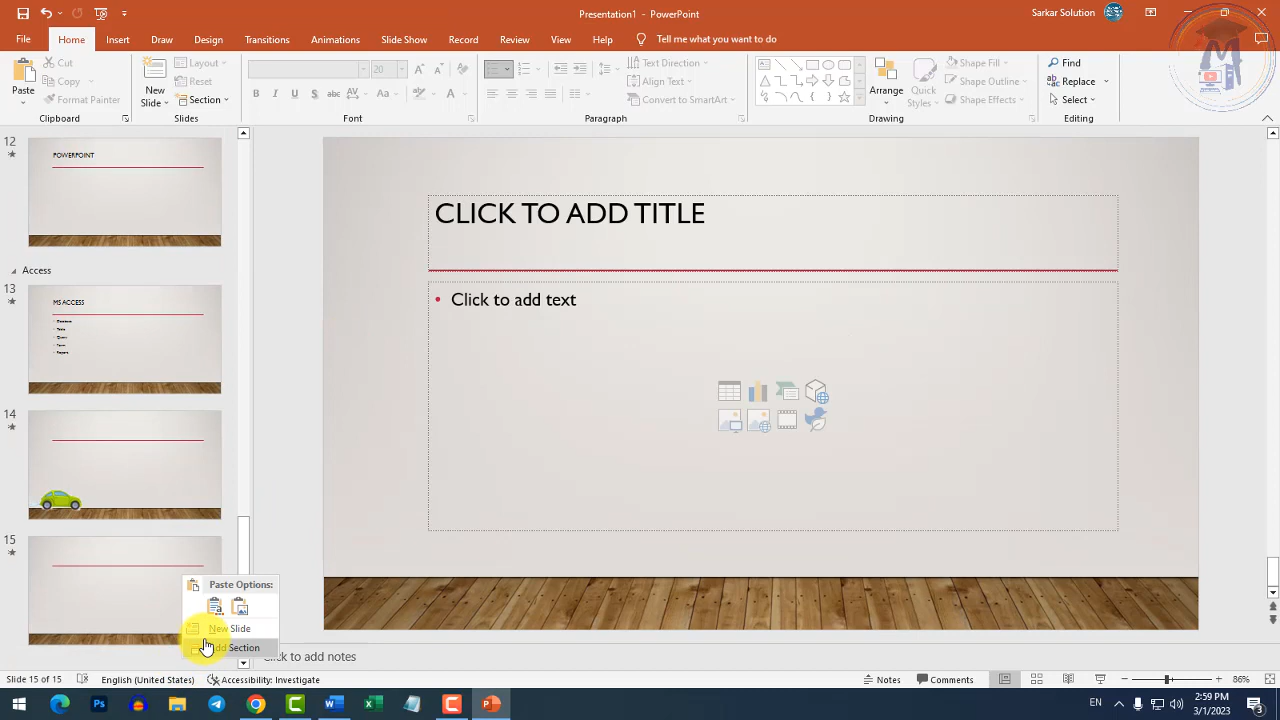 Presentation1 - PowerPoint
Sarkar Solution
File Home Insert Draw Design Transitions Animations Slide Show Record Review View Help Tell me what you want to do
Paste
Cut
Copy
Format Painter
Clipboard
New
Slide
Layout
Reset
Section
Slides
20
B I U S abc AV Aa A
Font
Text Direction
Align Text
Convert to SmartArt
Paragraph
Arrange
Quick
Styles
Shape Fill
Shape Outline
Shape Effects
Drawing
Find
Replace
Select
Editing
12
POWERPOINT
Access
13
MS ACCESS
14
15
Paste Options:
New Slide
Section
CLICK TO ADD TITLE
• Click to add text
Click to add notes
Slide 15 of 15
English (United States)
Accessibility: Investigate
Notes
Comments
86%
EN
2:59 PM
3/1/2023